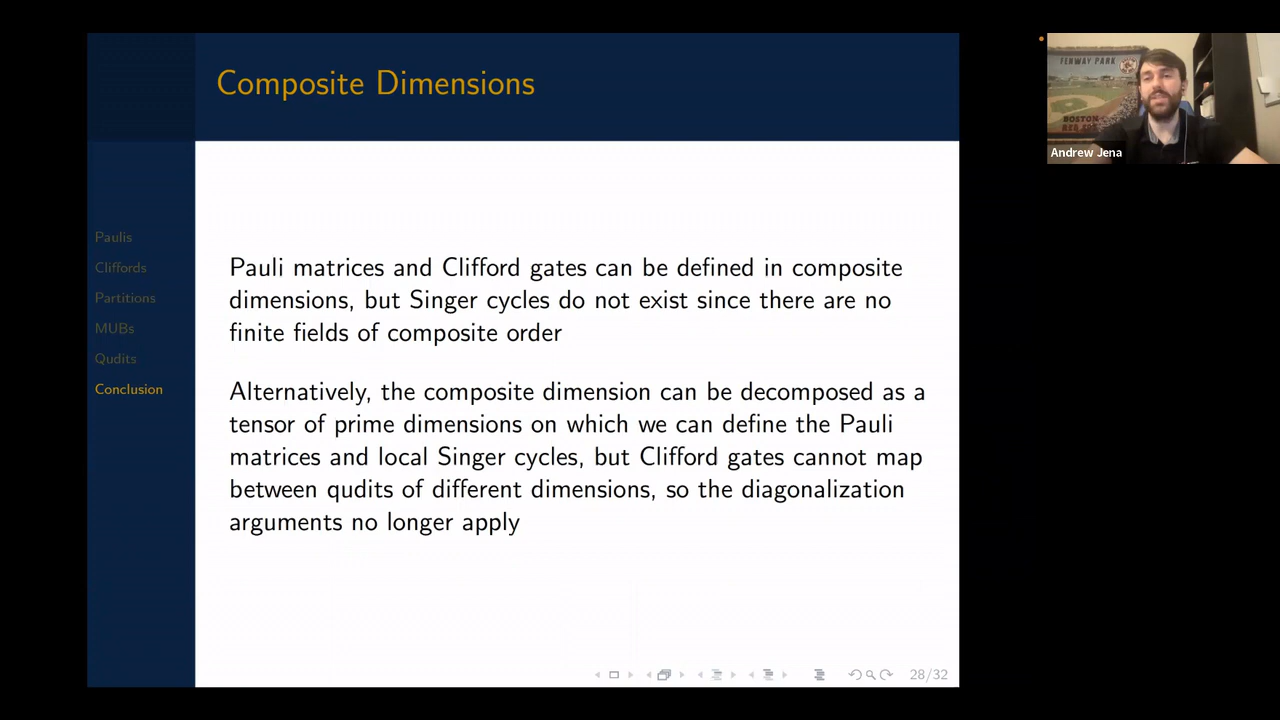 Composite Dimensions
Paulis
Cliffords
Partitions
MUBs
Qudits
Conclusion
Pauli matrices and Clifford gates can be defined in composite
dimensions, but Singer cycles do not exist since there are no
finite fields of composite order
Alternatively, the composite dimension can be decomposed as a
tensor of prime dimensions on which we can define the Pauli
matrices and local Singer cycles, but Clifford gates cannot map
between qudits of different dimensions, so the diagonalization
arguments no longer apply
28/32
FENWAY PARK
BOSTON
RED
Andrew Jena